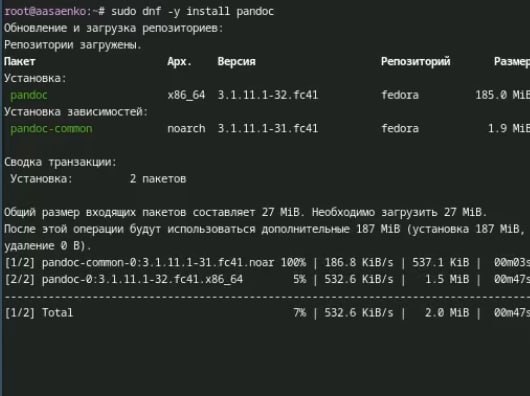 root@aasaenko:~# sudo dnf -y install pandoc
Обновление и загрузка репозиториев:
Репозитории загружены.
Пакет Арх. Версия Репозиторий Размер
Установка:
pandoc x86_64 3.1.11.1-32.fc41 fedora 185.0 MiB
Установка зависимостей:
pandoc-common noarch 3.1.11.1-31.fc41 fedora 1.9 MiB
Сводка транзакции:
Установка: 2 пакетов
Общий размер входящих пакетов составляет 27 MiB. Необходимо загрузить 27 MiB.
После этой операции будут использоваться дополнительные 187 MiB (установка 187 MiB,
удаление 0 B).
[1/2] pandoc-common-0:3.1.11.1-31.fc41.noar 100% | 186.8 KiB/s | 537.1 KiB | 00m03s
[2/2] pandoc-0:3.1.11.1-32.fc41.x86_64 5% | 532.6 KiB/s | 1.5 MiB | 00m47s
--------------------------------------------------------------------------------
[1/2] Total 7% | 532.6 KiB/s | 2.0 MiB | 00m47s